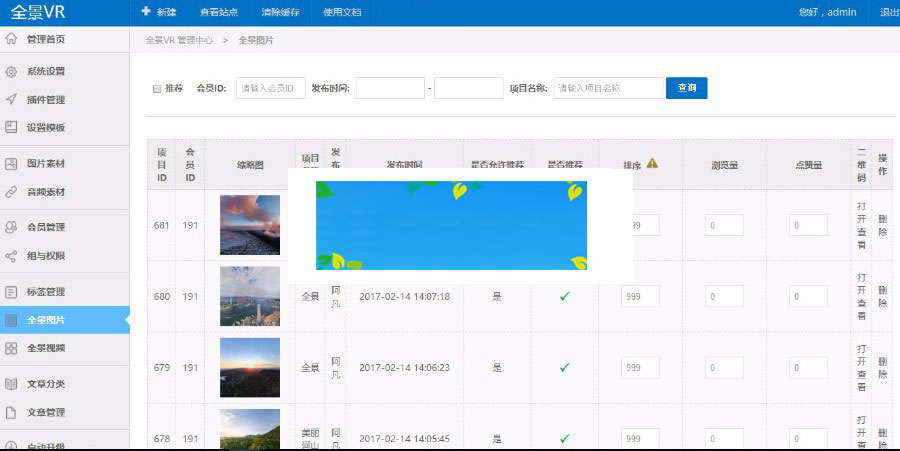 全景VR
新建 查看站点 清除缓存 使用文档 您好，admin 退出
管理首页
系统设置
插件管理
设置模板
图片素材
音频素材
会员管理
组与权限
标签管理
全景图片
全景视频
文章分类
文章管理
自动升级
全景VR 管理中心 > 全景图片
推荐 会员ID: 请输入会员ID 发布时间: - 项目名称: 请输入项目名称 查询
项目ID 会员ID 缩略图 项目 发布 发布时间 是否允许推荐 是否推荐 排序 浏览量 点赞量 二维码 操作
681 191 99 0 0 打开查看 删除
680 191 全景 阿凡 2017-02-14 14:07:18 是 999 0 0 打开查看 删除
679 191 全景 阿凡 2017-02-14 14:06:23 是 999 0 0 打开查看 删除
678 191 美丽河山 阿凡 2017-02-14 14:05:45 是 999 0 0 打开查 删除